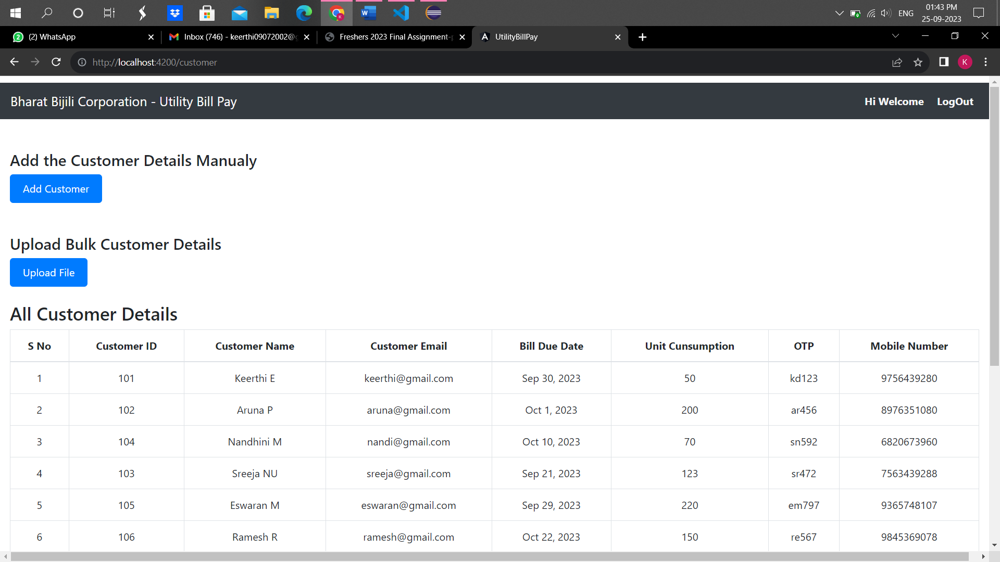 ENG
01:43 PM
25-09-2023
(2) WhatsApp
Inbox (746) - keerthi09072002@
Freshers 2023 Final Assignment-
UtilityBillPay
http://localhost:4200/customer
K
Bharat Bijili Corporation - Utility Bill Pay
Hi Welcome LogOut
Add the Customer Details Manualy
Add Customer
Upload Bulk Customer Details
Upload File
All Customer Details
S No Customer ID Customer Name Customer Email Bill Due Date Unit Cunsumption OTP Mobile Number
1 101 Keerthi E keerthi@gmail.com Sep 30, 2023 50 kd123 9756439280
2 102 Aruna P aruna@gmail.com Oct 1, 2023 200 ar456 8976351080
3 104 Nandhini M nandi@gmail.com Oct 10, 2023 70 sn592 6820673960
4 103 Sreeja NU sreeja@gmail.com Sep 21, 2023 123 sr472 7563439288
5 105 Eswaran M eswaran@gmail.com Sep 29, 2023 220 em797 9365748107
6 106 Ramesh R ramesh@gmail.com Oct 22, 2023 150 re567 9845369078